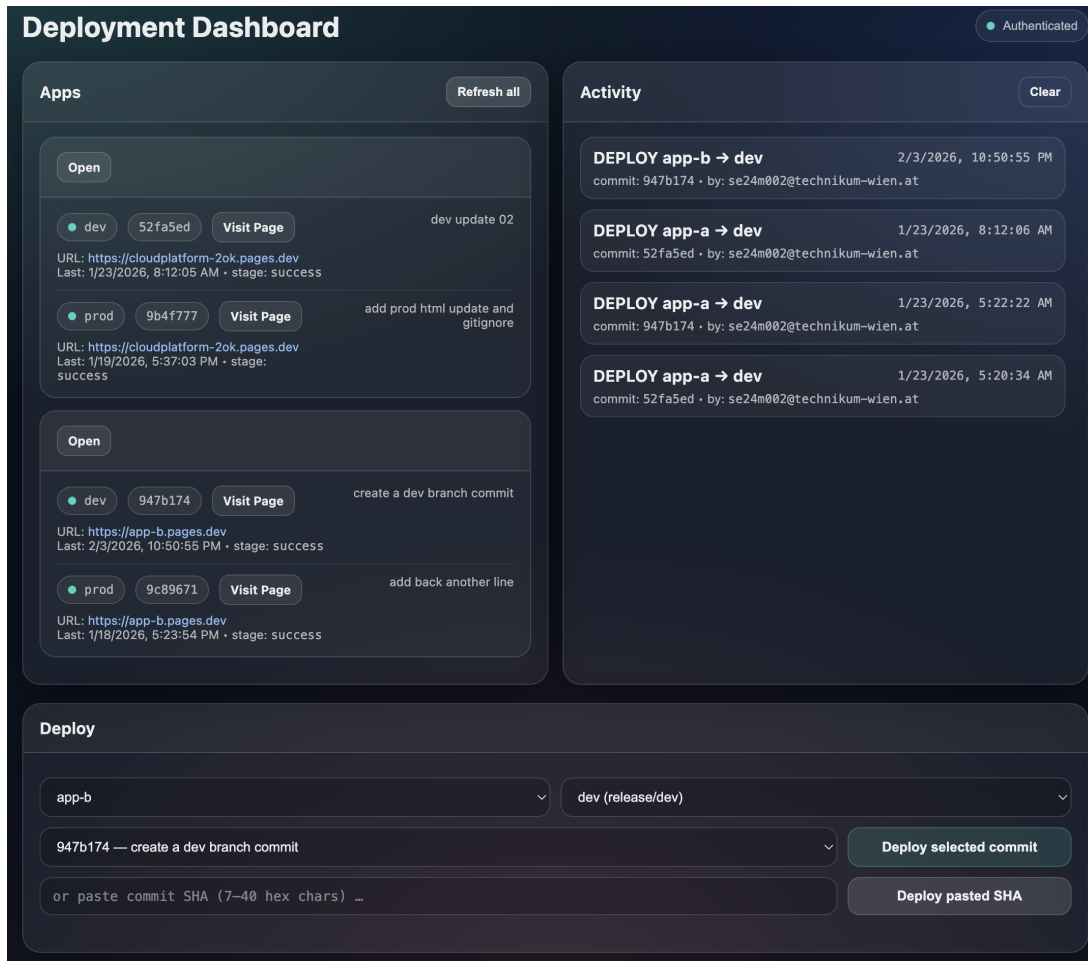 Deployment Dashboard
Authenticated
Apps
Refresh all
Open
dev 52fa5ed Visit Page dev update 02
URL: https://cloudplatform-2ok.pages.dev
Last: 1/23/2026, 8:12:05 AM • stage: success
prod 9b4f777 Visit Page add prod html update and
gitignore
URL: https://cloudplatform-2ok.pages.dev
Last: 1/19/2026, 5:37:03 PM • stage:
success
Open
dev 947b174 Visit Page create a dev branch commit
URL: https://app-b.pages.dev
Last: 2/3/2026, 10:50:55 PM • stage: success
prod 9c89671 Visit Page add back another line
URL: https://app-b.pages.dev
Last: 1/18/2026, 5:23:54 PM • stage: success
Activity
Clear
DEPLOY app-b → dev 2/3/2026, 10:50:55 PM
commit: 947b174 • by: se24m002@technikum-wien.at
DEPLOY app-a → dev 1/23/2026, 8:12:06 AM
commit: 52fa5ed • by: se24m002@technikum-wien.at
DEPLOY app-a → dev 1/23/2026, 5:22:22 AM
commit: 947b174 • by: se24m002@technikum-wien.at
DEPLOY app-a → dev 1/23/2026, 5:20:34 AM
commit: 52fa5ed • by: se24m002@technikum-wien.at
Deploy
app-b
dev (release/dev)
947b174 — create a dev branch commit
Deploy selected commit
or paste commit SHA (7–40 hex chars) …
Deploy pasted SHA